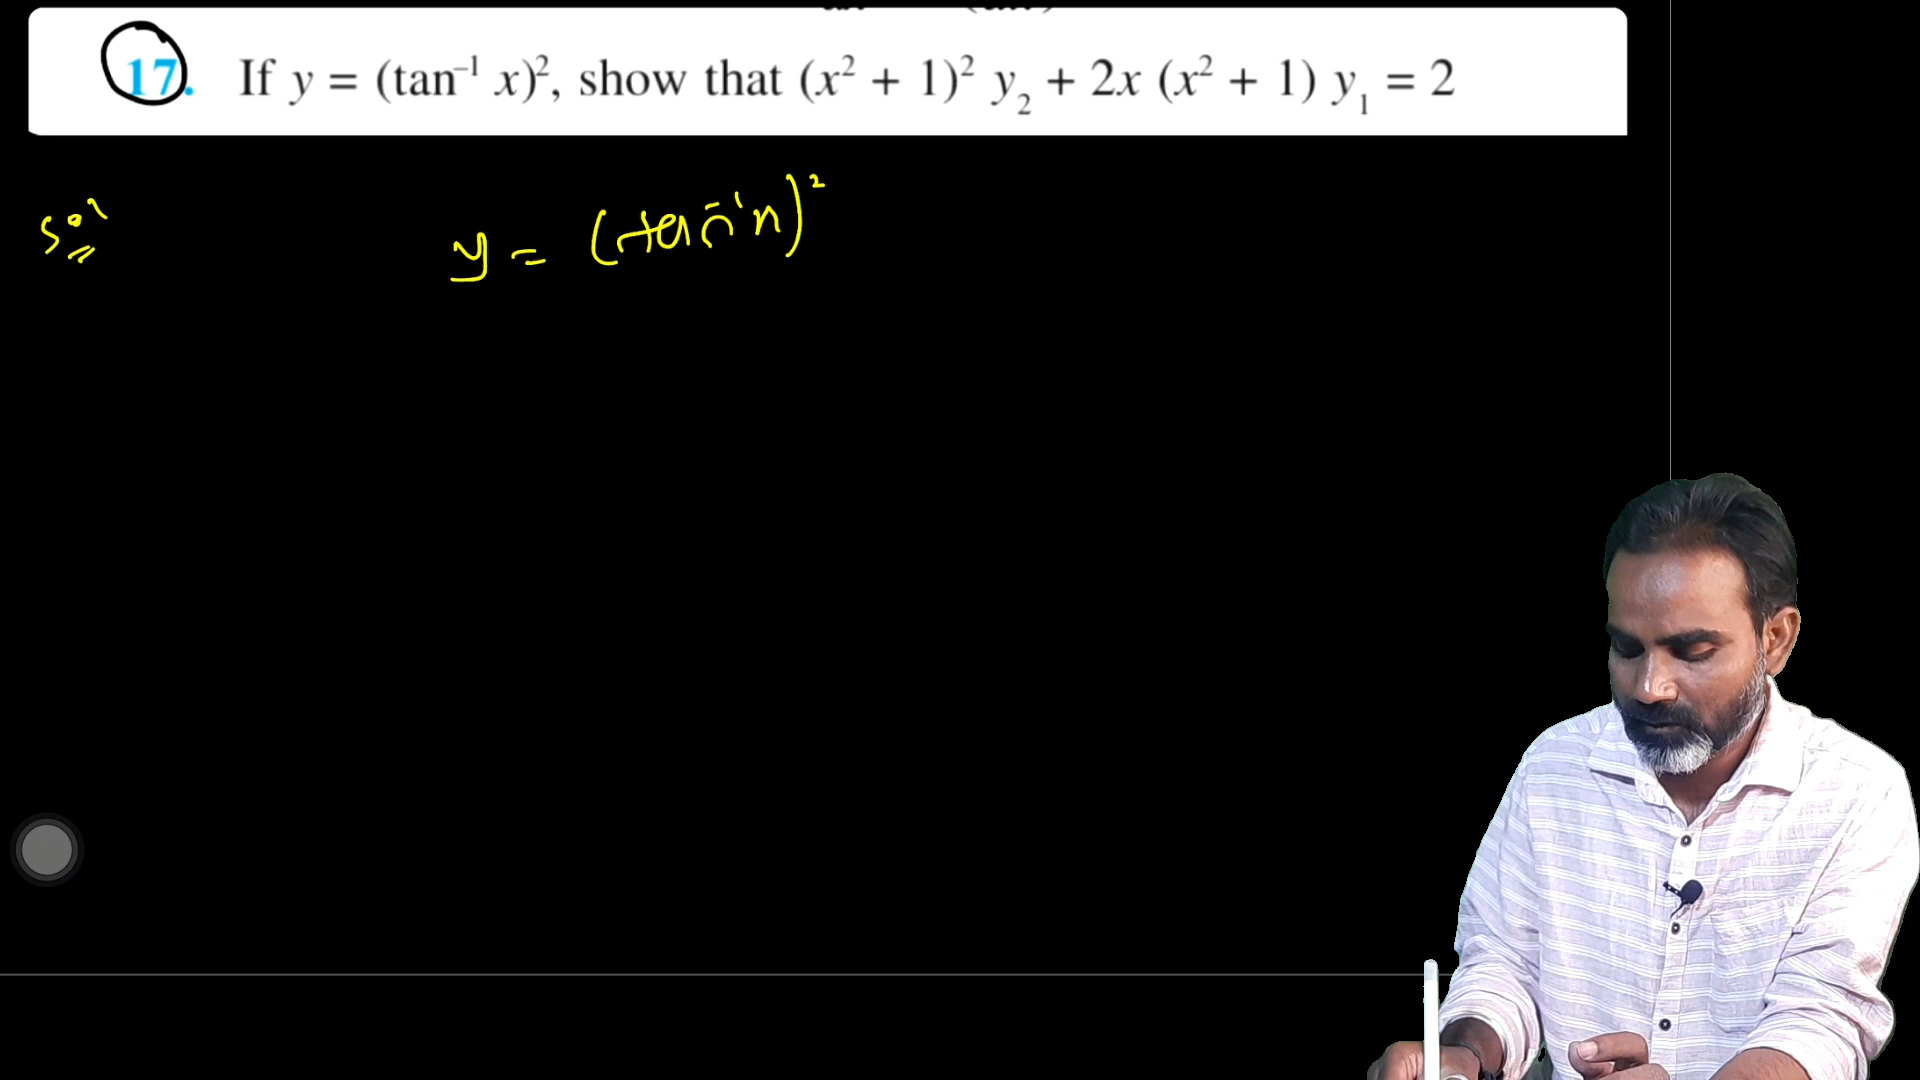 17. If y = (tan⁻¹ x)², show that (x² + 1)² y₂ + 2x (x² + 1) y₁ = 2
Solⁿ
y = (tan⁻¹x)²